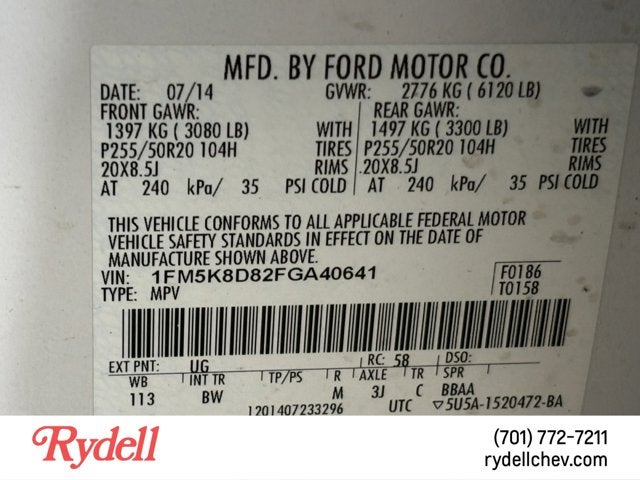 MFD. BY FORD MOTOR CO.
DATE: 07/14 GVWR: 2776 KG ( 6120 LB)
FRONT GAWR: REAR GAWR:
1397 KG ( 3080 LB) WITH 1497 KG ( 3300 LB) WITH
P255/50R20 104H TIRES P255/50R20 104H TIRES
20X8.5J RIMS 20X8.5J RIMS
AT 240 kPa/ 35 PSI COLD AT 240 kPa/ 35 PSI COLD
THIS VEHICLE CONFORMS TO ALL APPLICABLE FEDERAL MOTOR
VEHICLE SAFETY STANDARDS IN EFFECT ON THE DATE OF
MANUFACTURE SHOWN ABOVE.
VIN: 1FM5K8D82FGA40641 F0186
TYPE: MPV T0158
EXT PNT: UG RC: 58 DSO:
WB INT TR TP/PS R AXLE TR SPR
113 BW M 3J C BBAA
1201407233296 UTC ▽5U5A-1520472-BA
Rydell
(701) 772-7211
rydellchev.com